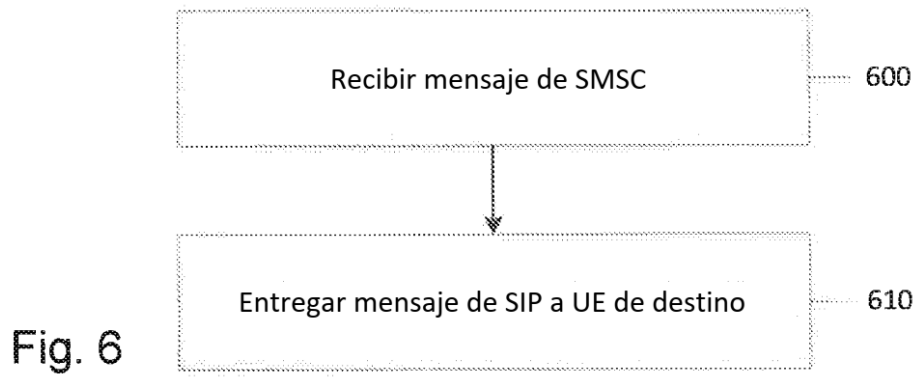 Recibir mensaje de SMSC
600
Entregar mensaje de SIP a UE de destino
610
Fig. 6